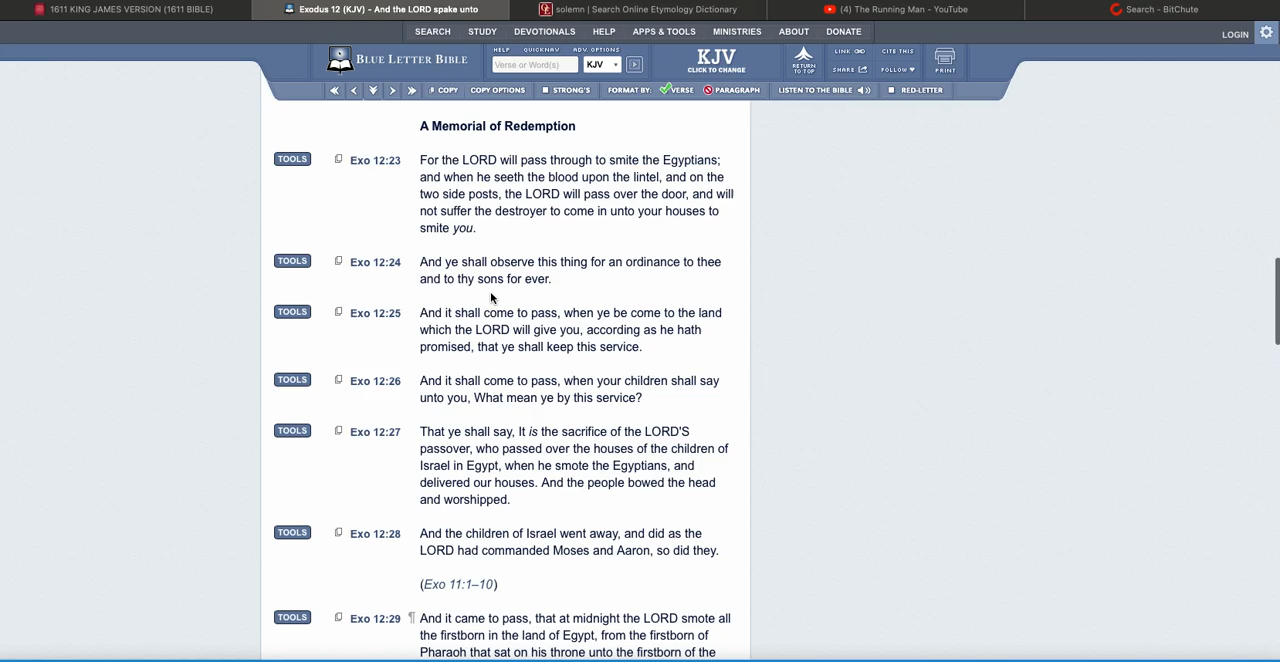 1611 KING JAMES VERSION (1611 BIBLE)
Exodus 12 (KJV) - And the LORD spake unto
solemn | Search Online Etymology Dictionary
(4) The Running Man - YouTube
Search - BitChute
SEARCH STUDY DEVOTIONALS HELP APPS & TOOLS MINISTRIES ABOUT DONATE
LOGIN
BLUE LETTER BIBLE
HELP QUICKNAV ADV. OPTIONS
Verse or Word(s) KJV
KJV
CLICK TO CHANGE
RETURN
TO TOP
LINK CITE THIS
SHARE FOLLOW
PRINT
COPY COPY OPTIONS STRONG'S FORMAT BY: VERSE PARAGRAPH LISTEN TO THE BIBLE RED-LETTER
A Memorial of Redemption
TOOLS Exo 12:23 For the LORD will pass through to smite the Egyptians;
and when he seeth the blood upon the lintel, and on the
two side posts, the LORD will pass over the door, and will
not suffer the destroyer to come in unto your houses to
smite you.
TOOLS Exo 12:24 And ye shall observe this thing for an ordinance to thee
and to thy sons for ever.
TOOLS Exo 12:25 And it shall come to pass, when ye be come to the land
which the LORD will give you, according as he hath
promised, that ye shall keep this service.
TOOLS Exo 12:26 And it shall come to pass, when your children shall say
unto you, What mean ye by this service?
TOOLS Exo 12:27 That ye shall say, It is the sacrifice of the LORD'S
passover, who passed over the houses of the children of
Israel in Egypt, when he smote the Egyptians, and
delivered our houses. And the people bowed the head
and worshipped.
TOOLS Exo 12:28 And the children of Israel went away, and did as the
LORD had commanded Moses and Aaron, so did they.
(Exo 11:1–10)
TOOLS Exo 12:29 ¶ And it came to pass, that at midnight the LORD smote all
the firstborn in the land of Egypt, from the firstborn of
Pharaoh that sat on his throne unto the firstborn of the